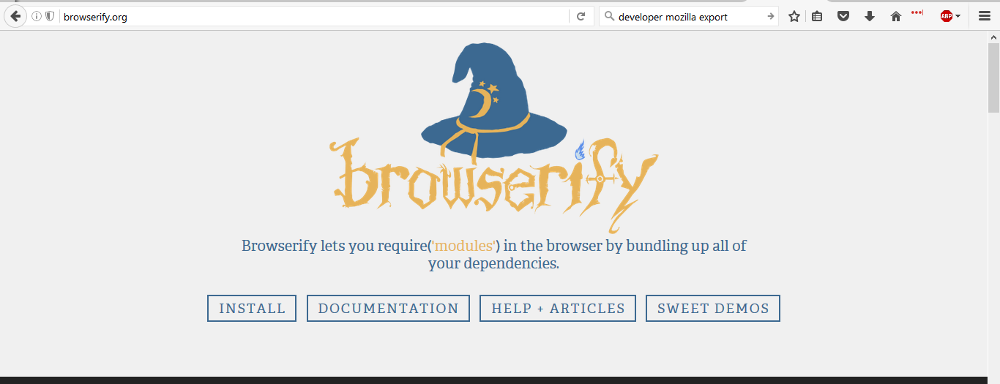 browserify.org
developer mozilla export
ABP
browserify
Browserify lets you require('modules') in the browser by bundling up all of
your dependencies.
INSTALL
DOCUMENTATION
HELP + ARTICLES
SWEET DEMOS